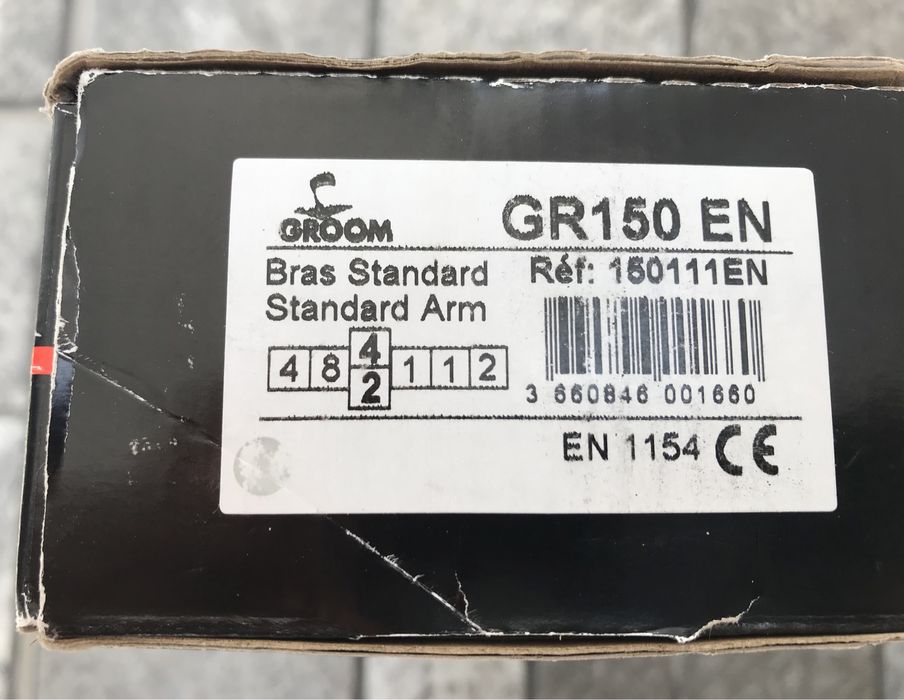 GROOM
GR150 EN
Bras Standard
Standard Arm
Réf: 150111EN
4 8 4/2 1 1 2
3 660846 001660
EN 1154 CE